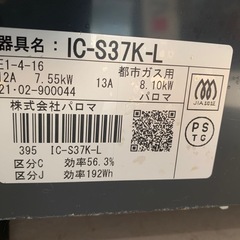 器具名: IC-S37K-L
E1-4-16
12A 7.55kW
都市ガス用
13A 8.10kW
21・02-900044
パロマ
JIA
株式会社パロマ
395 IC-S37K-L
区分C 効率56.3%
区分J 効率192Wh
PS
TG